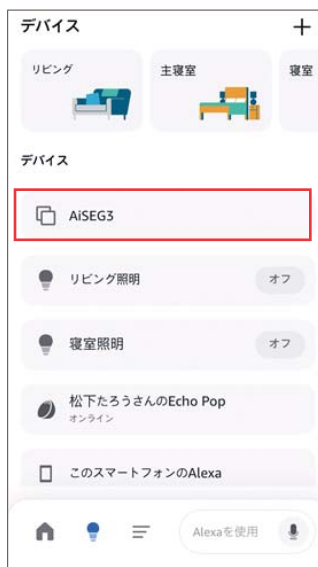 デバイス
リビング
主寝室
寝室
デバイス
AiSEG3
リビング照明
オフ
寝室照明
オフ
松下たろうさんのEcho Pop
オンライン
このスマートフォンのAlexa
Alexaを使用